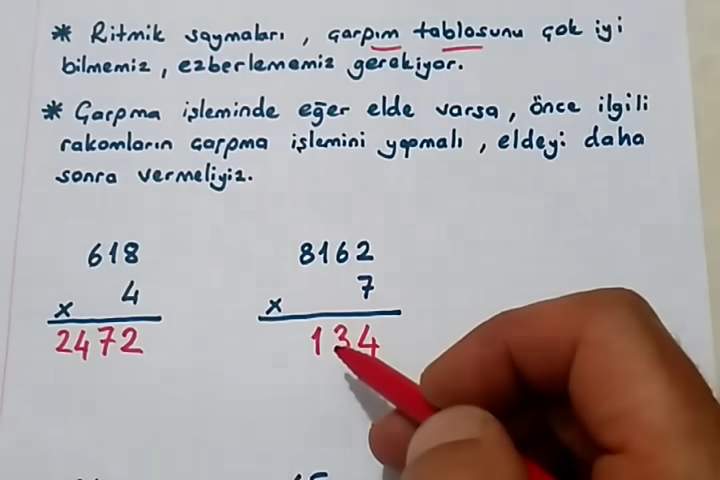 * Ritmik saymaları, çarpım tablosunu çok iyi
bilmemiz, ezberlememiz gerekiyor.
* Çarpma işleminde eğer elde varsa, önce ilgili
rakamların çarpma işlemini yapmalı, eldeyi daha
sonra vermeliyiz.
618
x 4
2472
8162
x 7
134